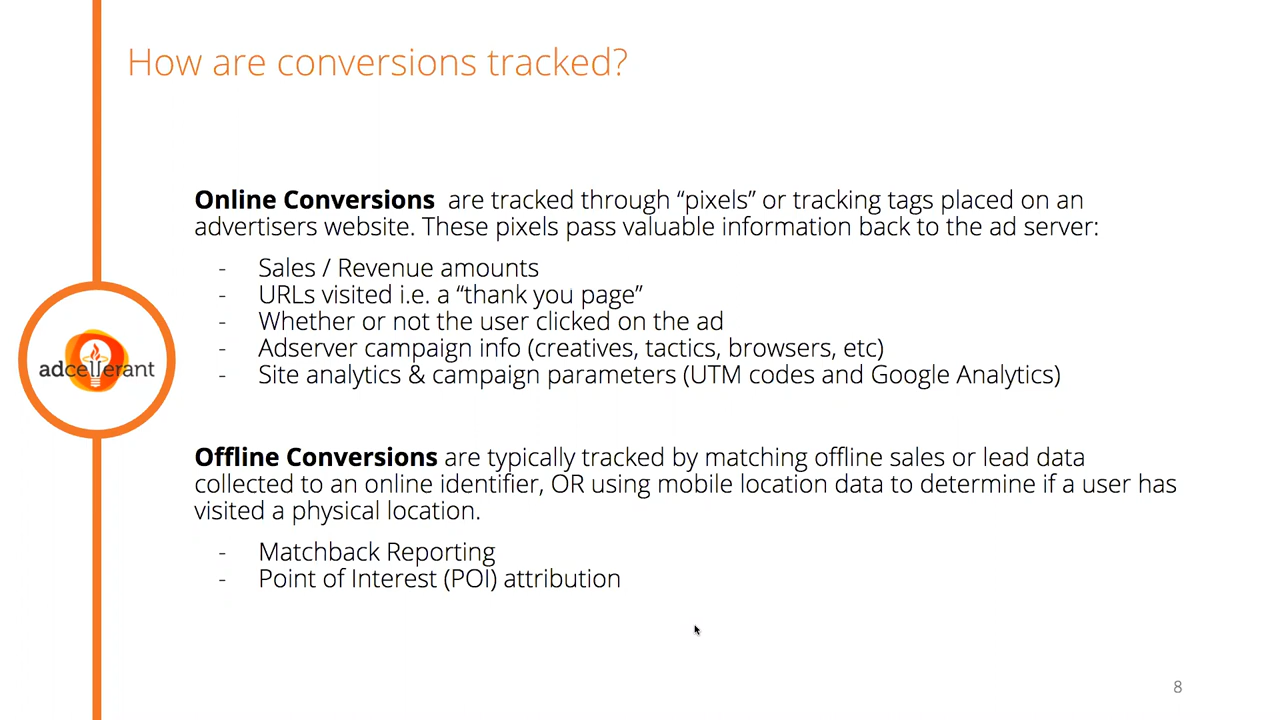 How are conversions tracked?
Online Conversions are tracked through “pixels” or tracking tags placed on an
advertisers website. These pixels pass valuable information back to the ad server:
- Sales / Revenue amounts
- URLs visited i.e. a “thank you page”
- Whether or not the user clicked on the ad
- Adserver campaign info (creatives, tactics, browsers, etc)
- Site analytics & campaign parameters (UTM codes and Google Analytics)
adcellerant
Offline Conversions are typically tracked by matching offline sales or lead data
collected to an online identifier, OR using mobile location data to determine if a user has
visited a physical location.
- Matchback Reporting
- Point of Interest (POI) attribution
8